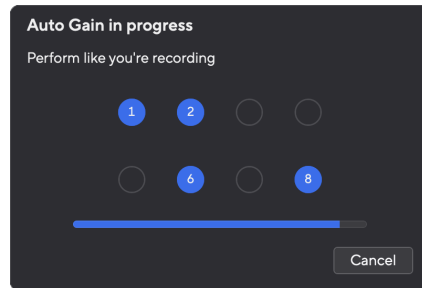 Auto Gain in progress
Perform like you're recording
1 2
6 8
Cancel